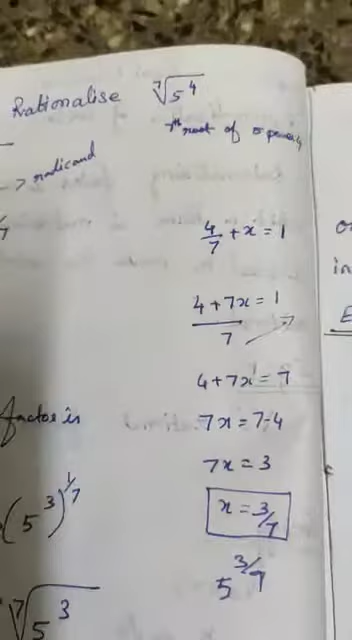 Rationalise ⁷√5⁴
7th root of 5 power 4
→ radicand
4/7 + x = 1
(4 + 7x)/7 = 1
4 + 7x = 7
factor is
7x = 7-4
7x = 3
(5³)^(1/7)
x = 3/7
5^(3/7)
⁷√5³